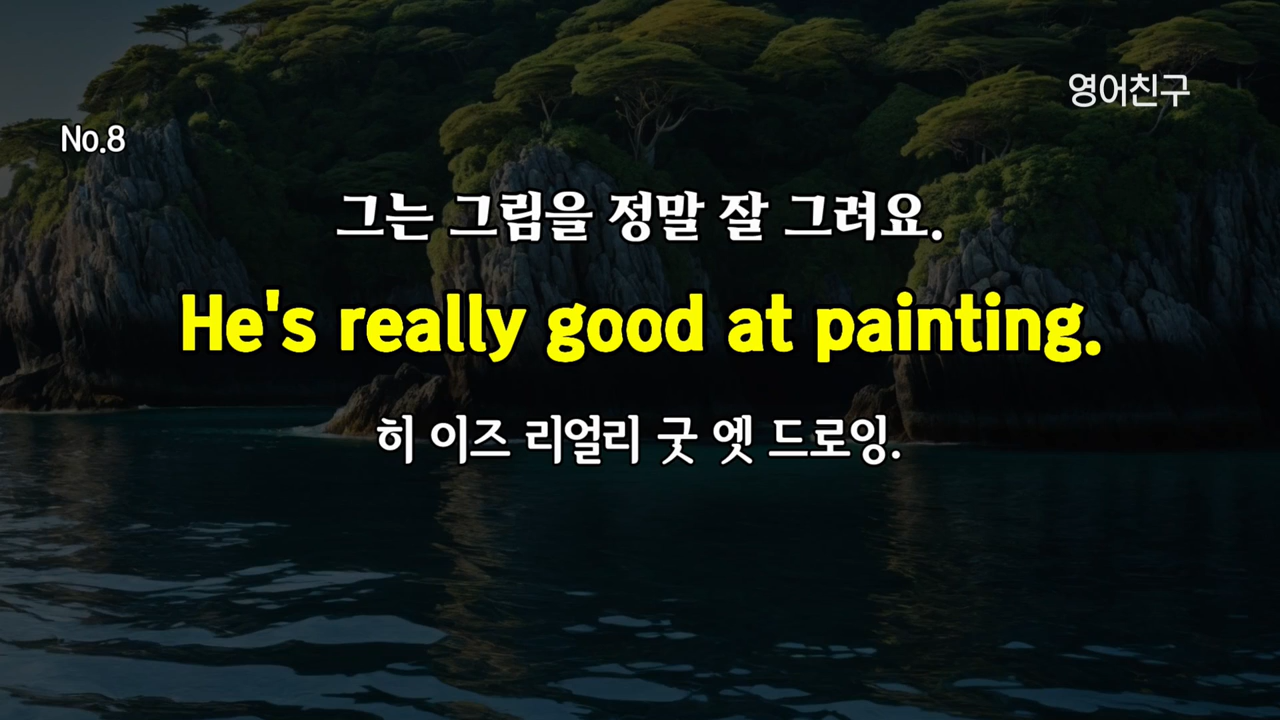 영어친구
No.8
그는 그림을 정말 잘 그려요.
He's really good at painting.
히 이즈 리얼리 굿 엣 드로잉.